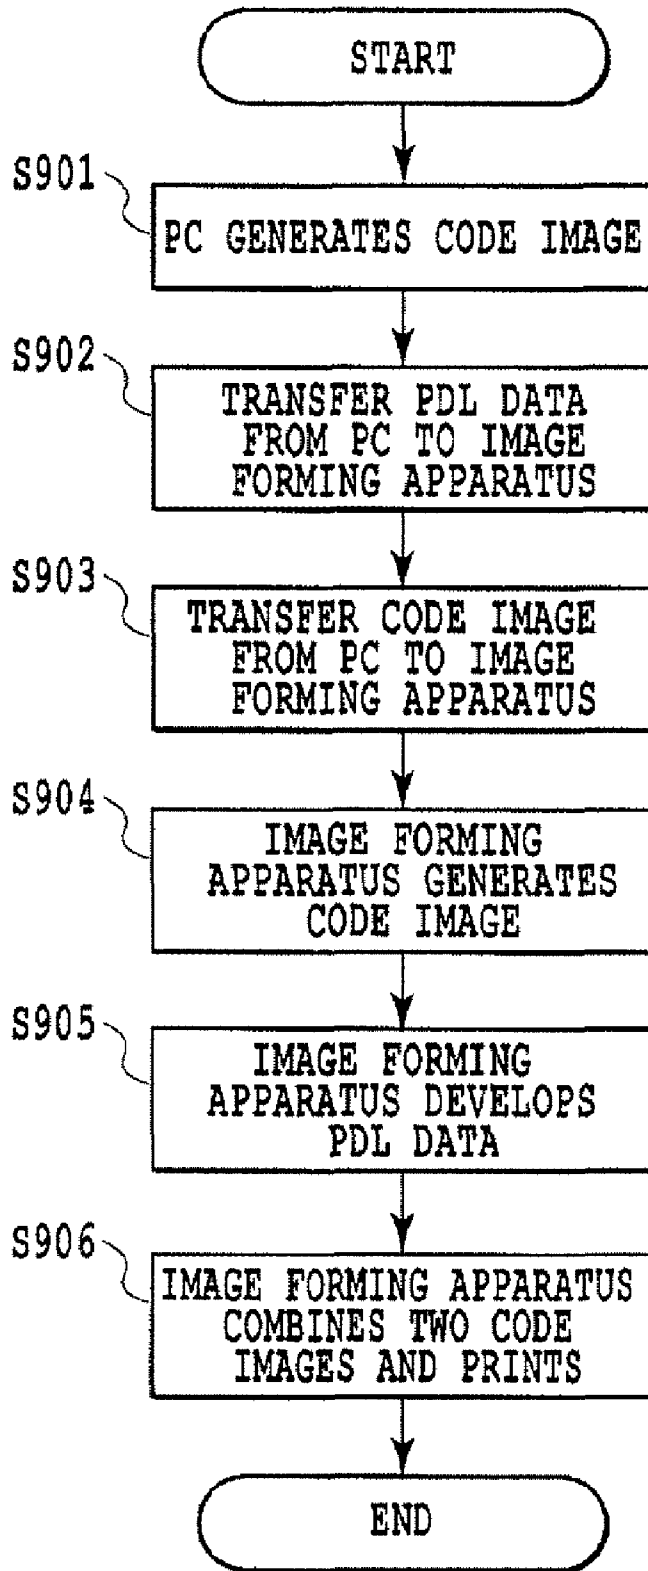 START
S901
PC GENERATES CODE IMAGE
S902
TRANSFER PDL DATA
FROM PC TO IMAGE
FORMING APPARATUS
S903
TRANSFER CODE IMAGE
FROM PC TO IMAGE
FORMING APPARATUS
S904
IMAGE FORMING
APPARATUS GENERATES
CODE IMAGE
S905
IMAGE FORMING
APPARATUS DEVELOPS
PDL DATA
S906
IMAGE FORMING APPARATUS
COMBINES TWO CODE
IMAGES AND PRINTS
END